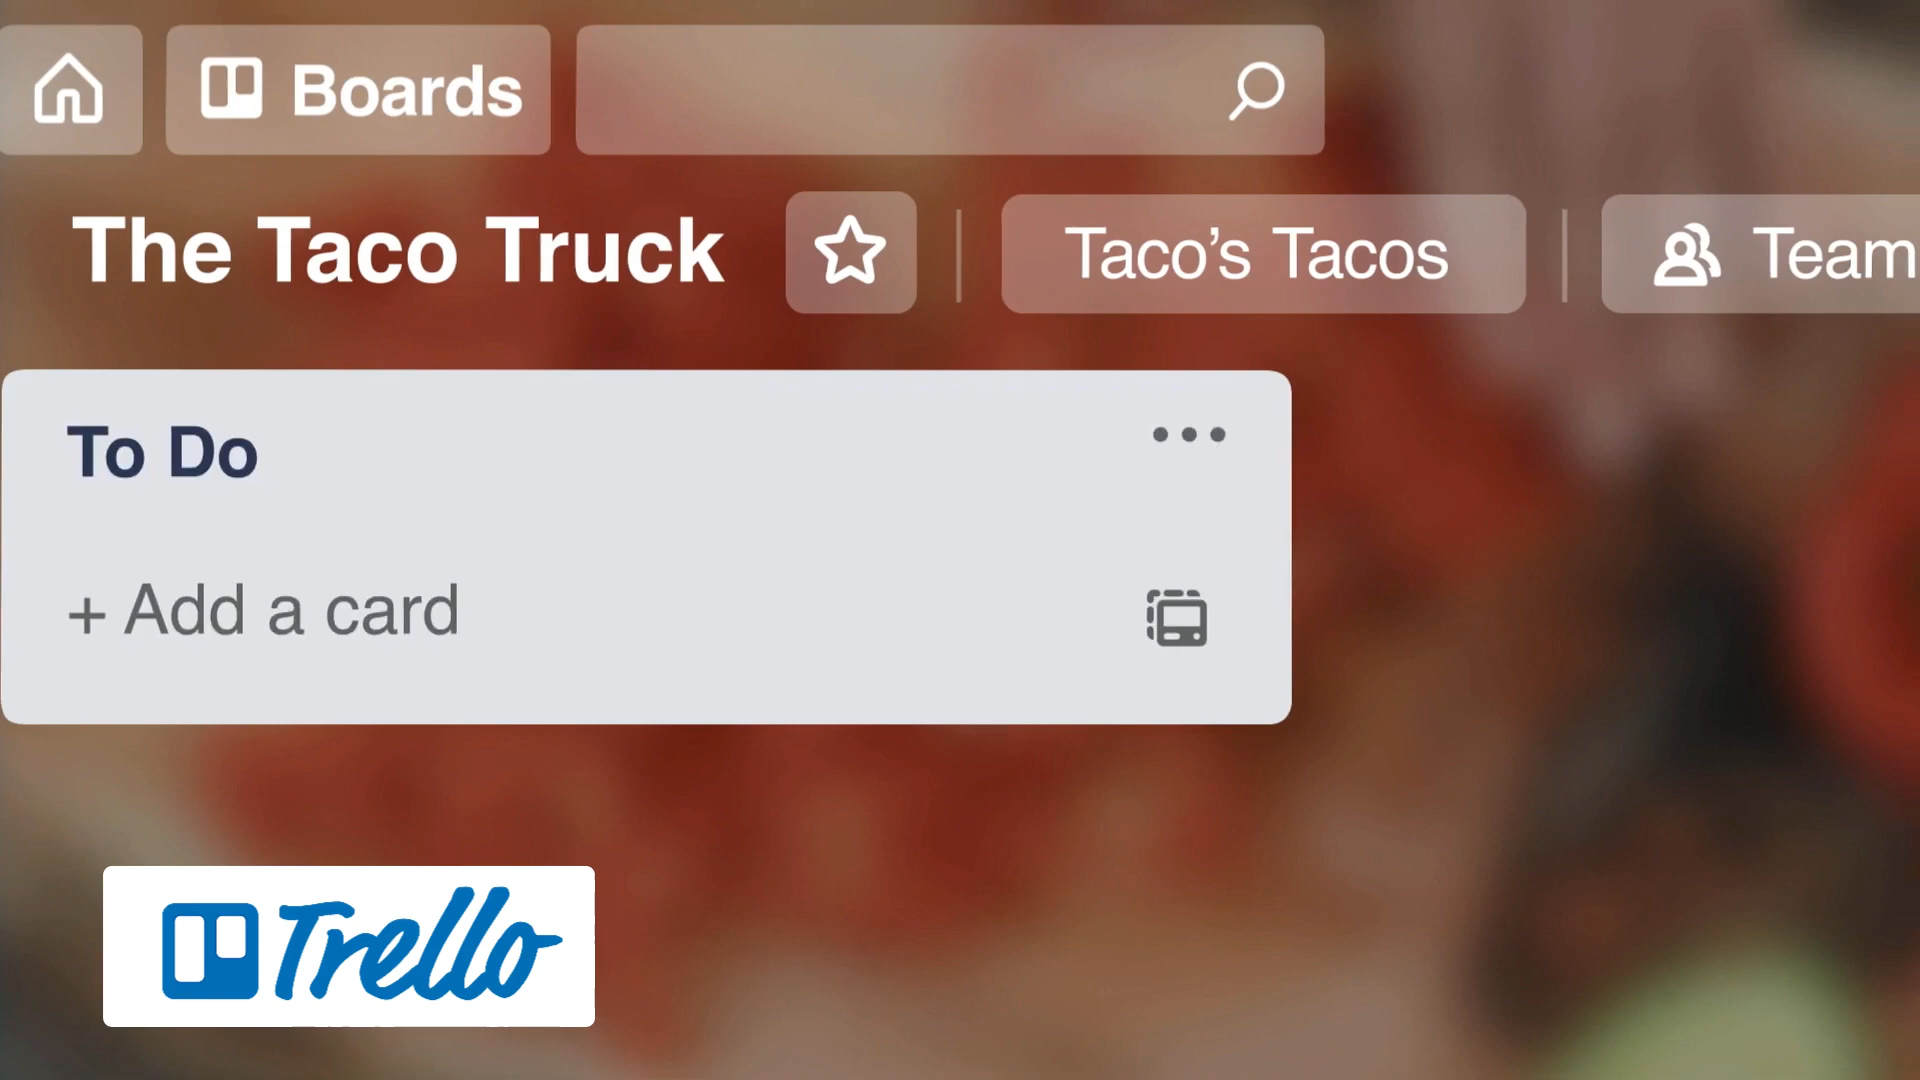 Boards
The Taco Truck
Taco’s Tacos
Team
To Do
+ Add a card
Trello